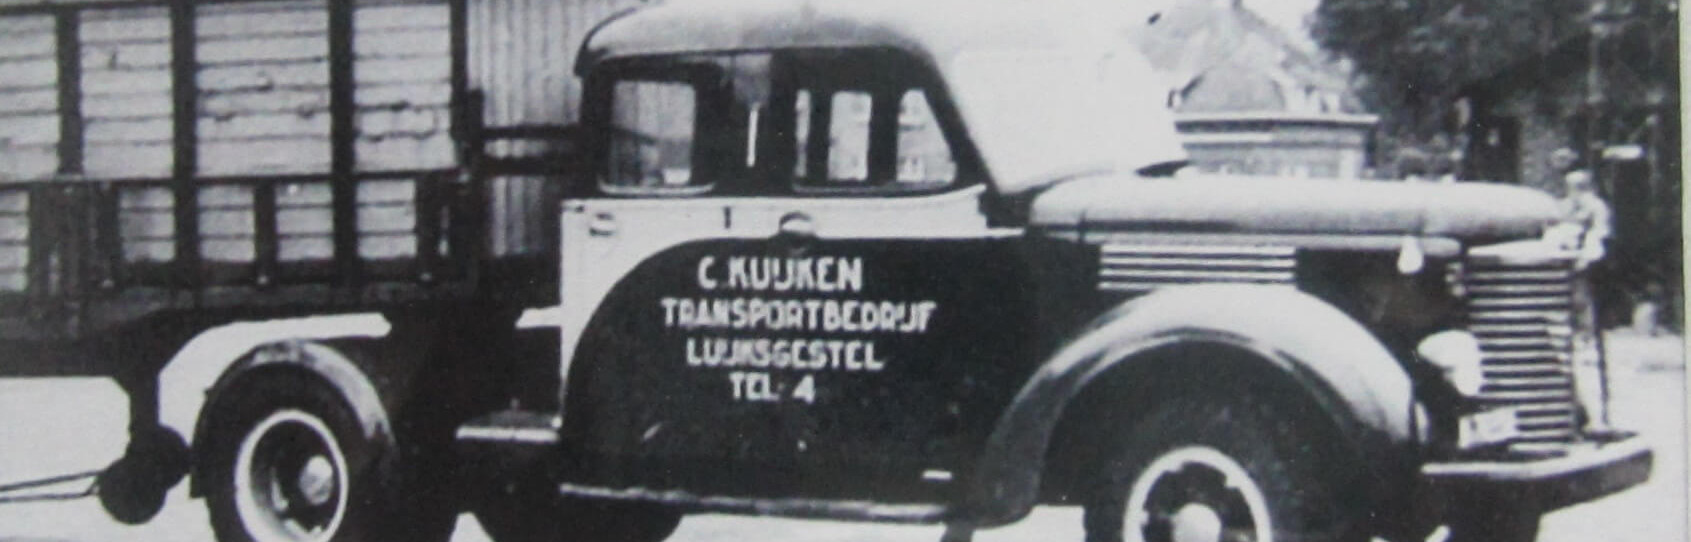 C. KUIJKEN
TRANSPORTBEDRIJF
LUIJKSGESTEL
TEL. 4